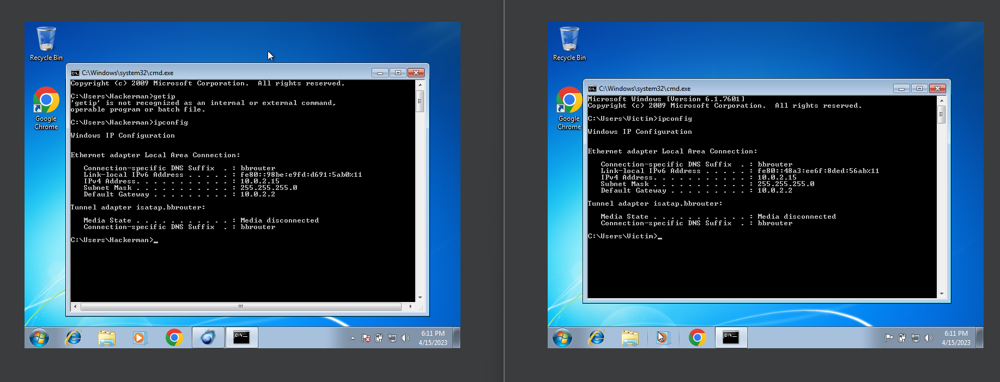 Recycle Bin
Google
Chrome
C:\Windows\system32\cmd.exe
Copyright (c) 2009 Microsoft Corporation.  All rights reserved.
C:\Users\Hackerman>getip
'getip' is not recognized as an internal or external command,
operable program or batch file.
C:\Users\Hackerman>ipconfig
Windows IP Configuration
Ethernet adapter Local Area Connection:
   Connection-specific DNS Suffix  . : bbrouter
   Link-local IPv6 Address . . . . . : fe80::98be:e9fd:d691:5ab0%11
   IPv4 Address. . . . . . . . . . . : 10.0.2.15
   Subnet Mask . . . . . . . . . . . : 255.255.255.0
   Default Gateway . . . . . . . . . : 10.0.2.2
Tunnel adapter isatap.bbrouter:
   Media State . . . . . . . . . . . : Media disconnected
   Connection-specific DNS Suffix  . : bbrouter
C:\Users\Hackerman>_
6:11 PM
4/15/2023
Recycle Bin
Google
Chrome
C:\Windows\system32\cmd.exe
Microsoft Windows [Version 6.1.7601]
Copyright (c) 2009 Microsoft Corporation.  All rights reserved.
C:\Users\Victim>ipconfig
Windows IP Configuration
Ethernet adapter Local Area Connection:
   Connection-specific DNS Suffix  . : bbrouter
   Link-local IPv6 Address . . . . . : fe80::48a3:ee6f:8ded:56ab%11
   IPv4 Address. . . . . . . . . . . : 10.0.2.15
   Subnet Mask . . . . . . . . . . . : 255.255.255.0
   Default Gateway . . . . . . . . . : 10.0.2.2
Tunnel adapter isatap.bbrouter:
   Media State . . . . . . . . . . . : Media disconnected
   Connection-specific DNS Suffix  . : bbrouter
C:\Users\Victim>_
6:11 PM
4/15/2023